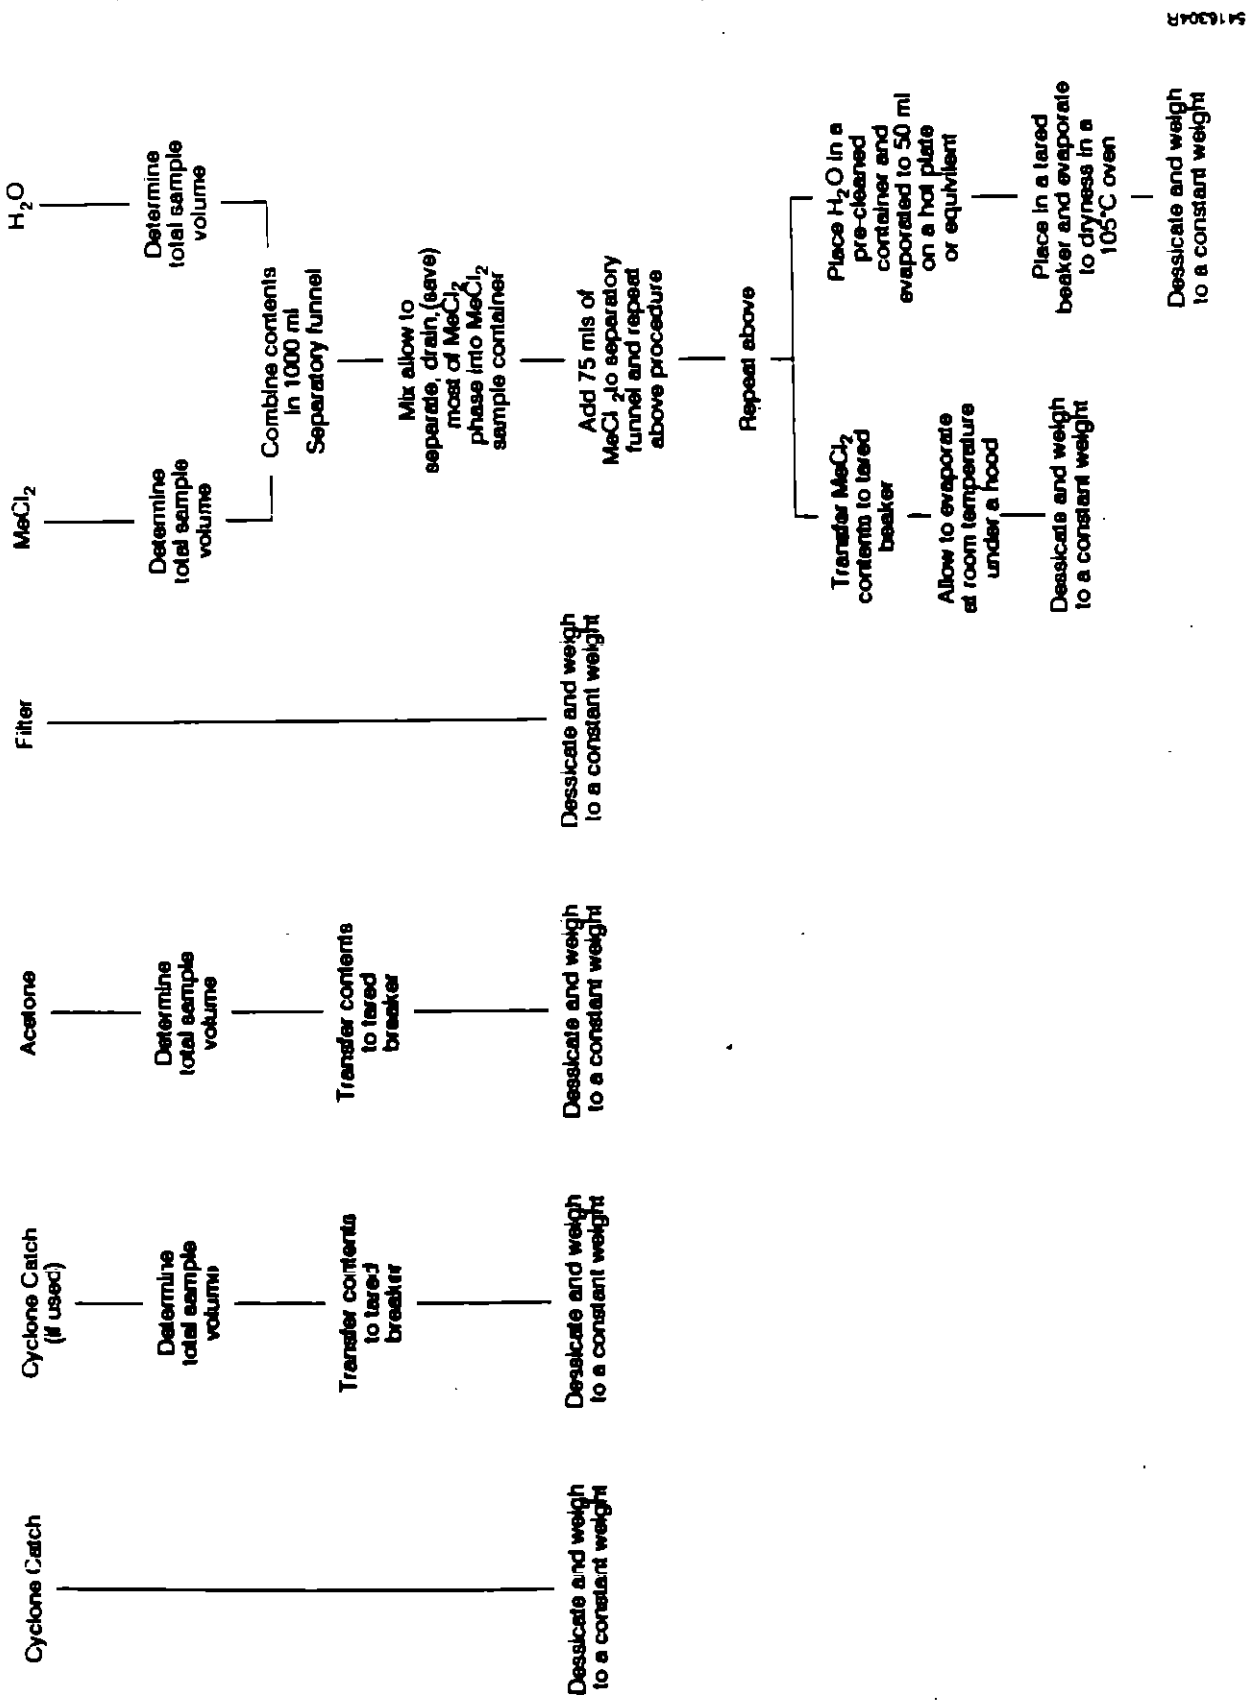 Cyclone Catch
Dessicate and weigh
to a constant weight
Cyclone Catch
(if used)
Determine
total sample
volume
Transfer contents
to tared
breaker
Dessicate and weigh
to a constant weight
Acetone
Determine
total sample
volume
Transfer contents
to tared
breaker
Dessicate and weigh
to a constant weight
Filter
Dessicate and weigh
to a constant weight
MeCl₂
Determine
total sample
volume
H₂O
Determine
total sample
volume
Combine contents
in 1000 ml
Separatory funnel
Mix allow to
separate, drain, (save)
most of MeCl₂
phase into MeCl₂
sample container
Add 75 mls of
MeCl₂ to separatory
funnel and repeat
above procedure
Repeat above
Transfer MeCl₂
contents to tared
beaker
Allow to evaporate
at room temperature
under a hood
Dessicate and weigh
to a constant weight
Place H₂O in a
pre-cleaned
container and
evaporated to 50 ml
on a hot plate
or equivilent
Place in a tared
beaker and evaporate
to dryness in a
105°C oven
Dessicate and weigh
to a constant weight
5416304R